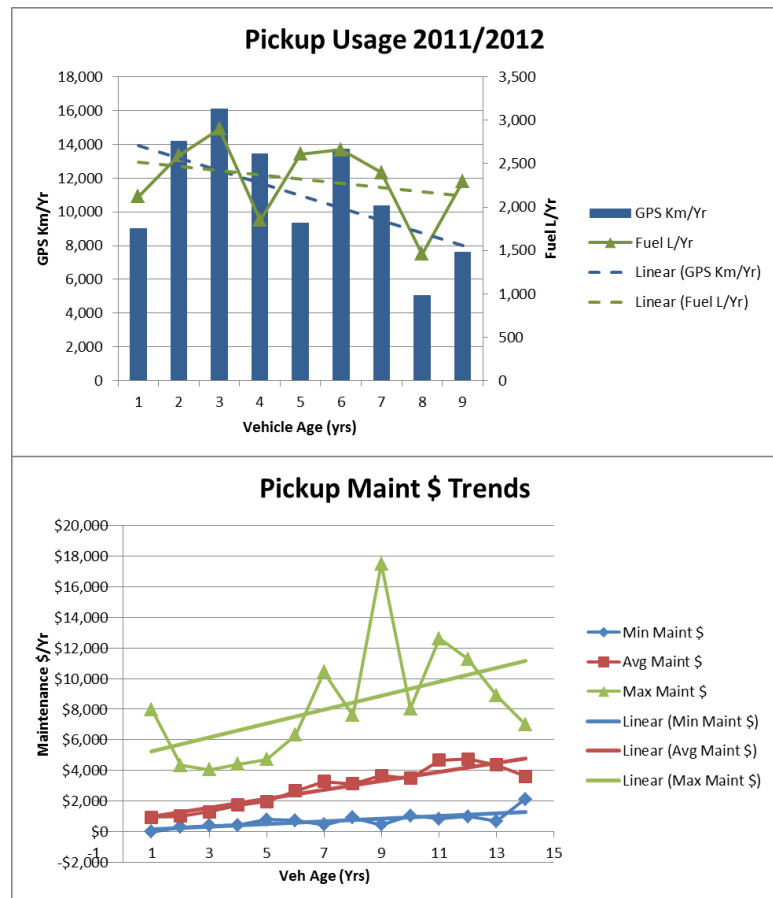 Pickup Usage 2011/2012
18,000
16,000
14,000
12,000
10,000
8,000
6,000
4,000
2,000
0
GPS Km/Yr
3,500
3,000
2,500
2,000
1,500
1,000
500
0
Fuel L/Yr
1 2 3 4 5 6 7 8 9
Vehicle Age (yrs)
GPS Km/Yr
Fuel L/Yr
Linear (GPS Km/Yr)
Linear (Fuel L/Yr)
Pickup Maint $ Trends
$20,000
$18,000
$16,000
$14,000
$12,000
$10,000
$8,000
$6,000
$4,000
$2,000
$0
-$2,000
Maintenance $/Yr
-1 1 3 5 7 9 11 13 15
Veh Age (Yrs)
Min Maint $
Avg Maint $
Max Maint $
Linear (Min Maint $)
Linear (Avg Maint $)
Linear (Max Maint $)